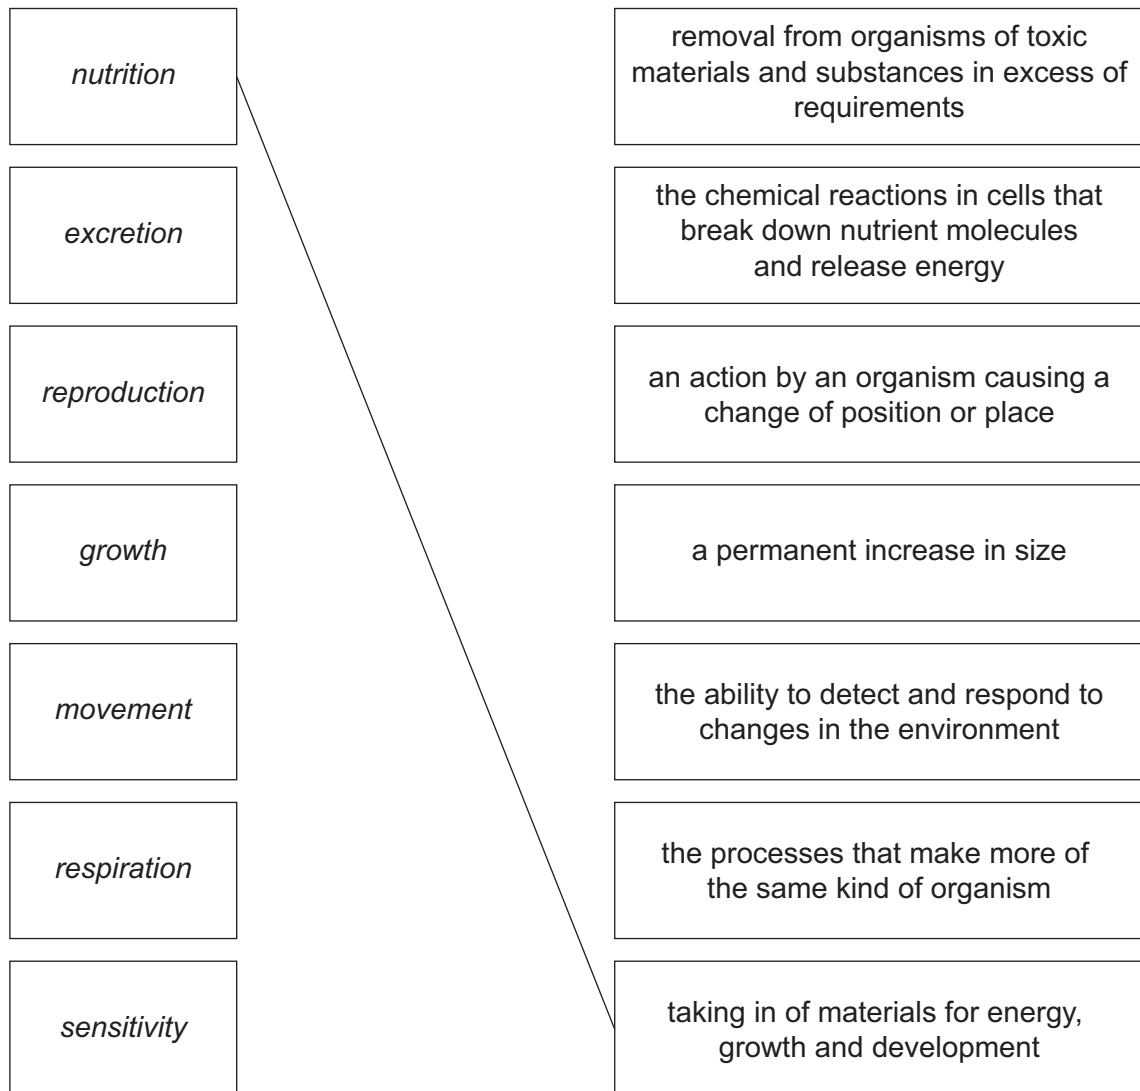 nutrition
removal from organisms of toxic
materials and substances in excess of
requirements
excretion
the chemical reactions in cells that
break down nutrient molecules
and release energy
reproduction
an action by an organism causing a
change of position or place
growth
a permanent increase in size
movement
the ability to detect and respond to
changes in the environment
respiration
the processes that make more of
the same kind of organism
sensitivity
taking in of materials for energy,
growth and development